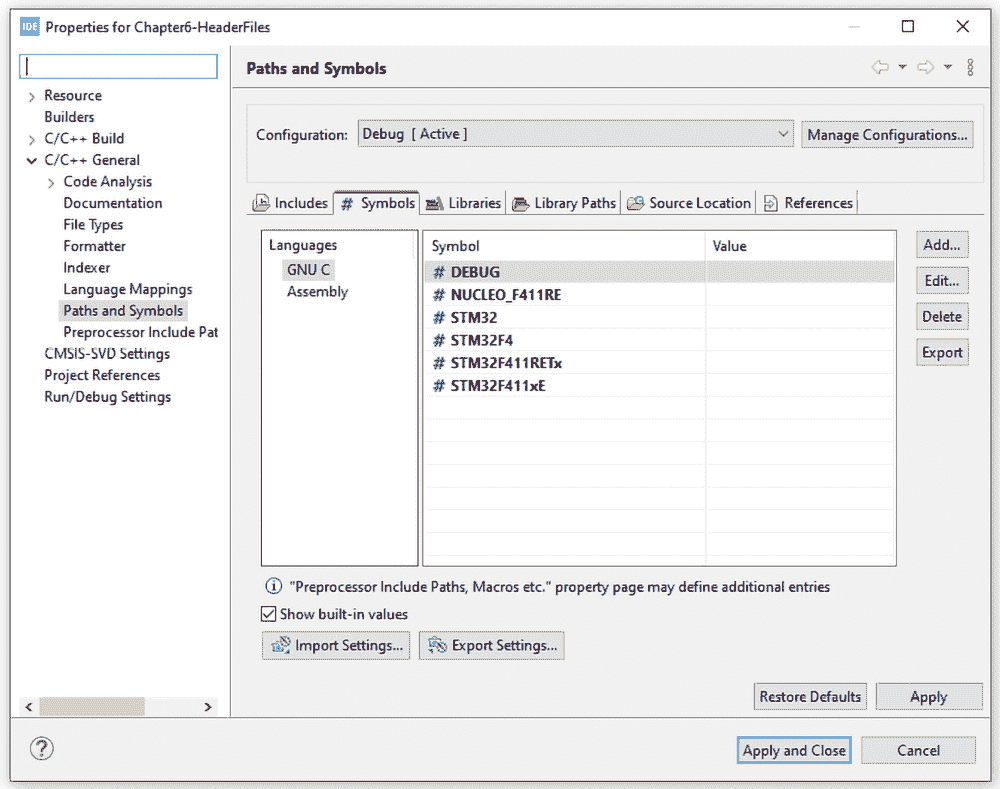 IDE Properties for Chapter6-HeaderFiles
Paths and Symbols
Resource
Builders
C/C++ Build
C/C++ General
Code Analysis
Documentation
File Types
Formatter
Indexer
Language Mappings
Paths and Symbols
Preprocessor Include Pat
CMSIS-SVD Settings
Project References
Run/Debug Settings
Configuration: Debug [ Active ] Manage Configurations...
Includes # Symbols Libraries Library Paths Source Location References
Languages
GNU C
Assembly
Symbol Value
# DEBUG
# NUCLEO_F411RE
# STM32
# STM32F4
# STM32F411RETx
# STM32F411xE
Add...
Edit...
Delete
Export
"Preprocessor Include Paths, Macros etc." property page may define additional entries
Show built-in values
Import Settings... Export Settings...
Restore Defaults Apply
? Apply and Close Cancel